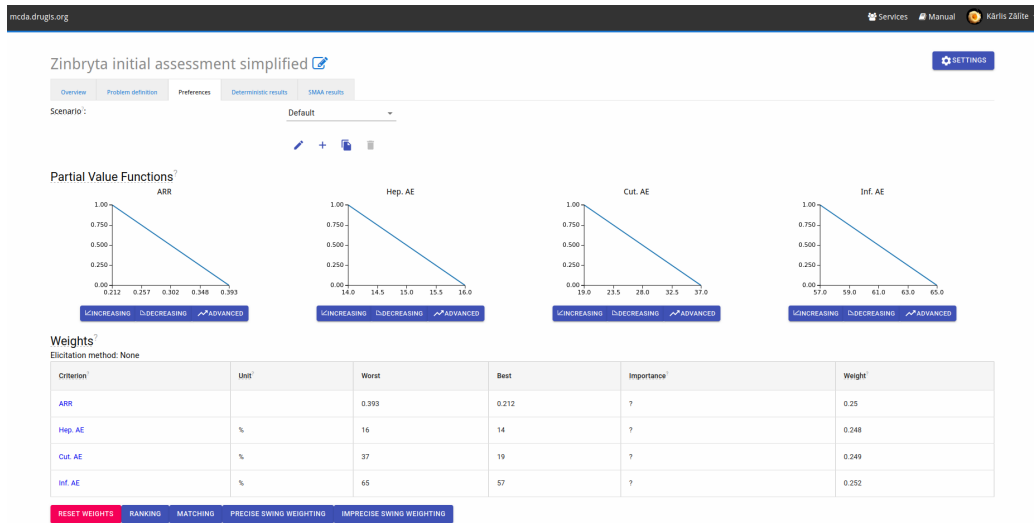 mcda.drugis.org Services Manual Kārlis Zālīte
Zinbryta initial assessment simplified SETTINGS
Overview Problem definition Preferences Deterministic results SMAA results
Scenario?: Default
Partial Value Functions?
ARR Hep. AE Cut. AE Inf. AE
1.00 1.00 1.00 1.00
0.750 0.750 0.750 0.750
0.500 0.500 0.500 0.500
0.250 0.250 0.250 0.250
0.00 0.00 0.00 0.00
0.212 0.257 0.302 0.348 0.393 14.0 14.5 15.0 15.5 16.0 19.0 23.5 28.0 32.5 37.0 57.0 59.0 61.0 63.0 65.0
INCREASING DECREASING ADVANCED INCREASING DECREASING ADVANCED INCREASING DECREASING ADVANCED INCREASING DECREASING ADVANCED
Weights?
Elicitation method: None
Criterion? Unit? Worst Best Importance? Weight?
ARR 0.393 0.212 ? 0.25
Hep. AE % 16 14 ? 0.248
Cut. AE % 37 19 ? 0.249
Inf. AE % 65 57 ? 0.252
RESET WEIGHTS RANKING MATCHING PRECISE SWING WEIGHTING IMPRECISE SWING WEIGHTING